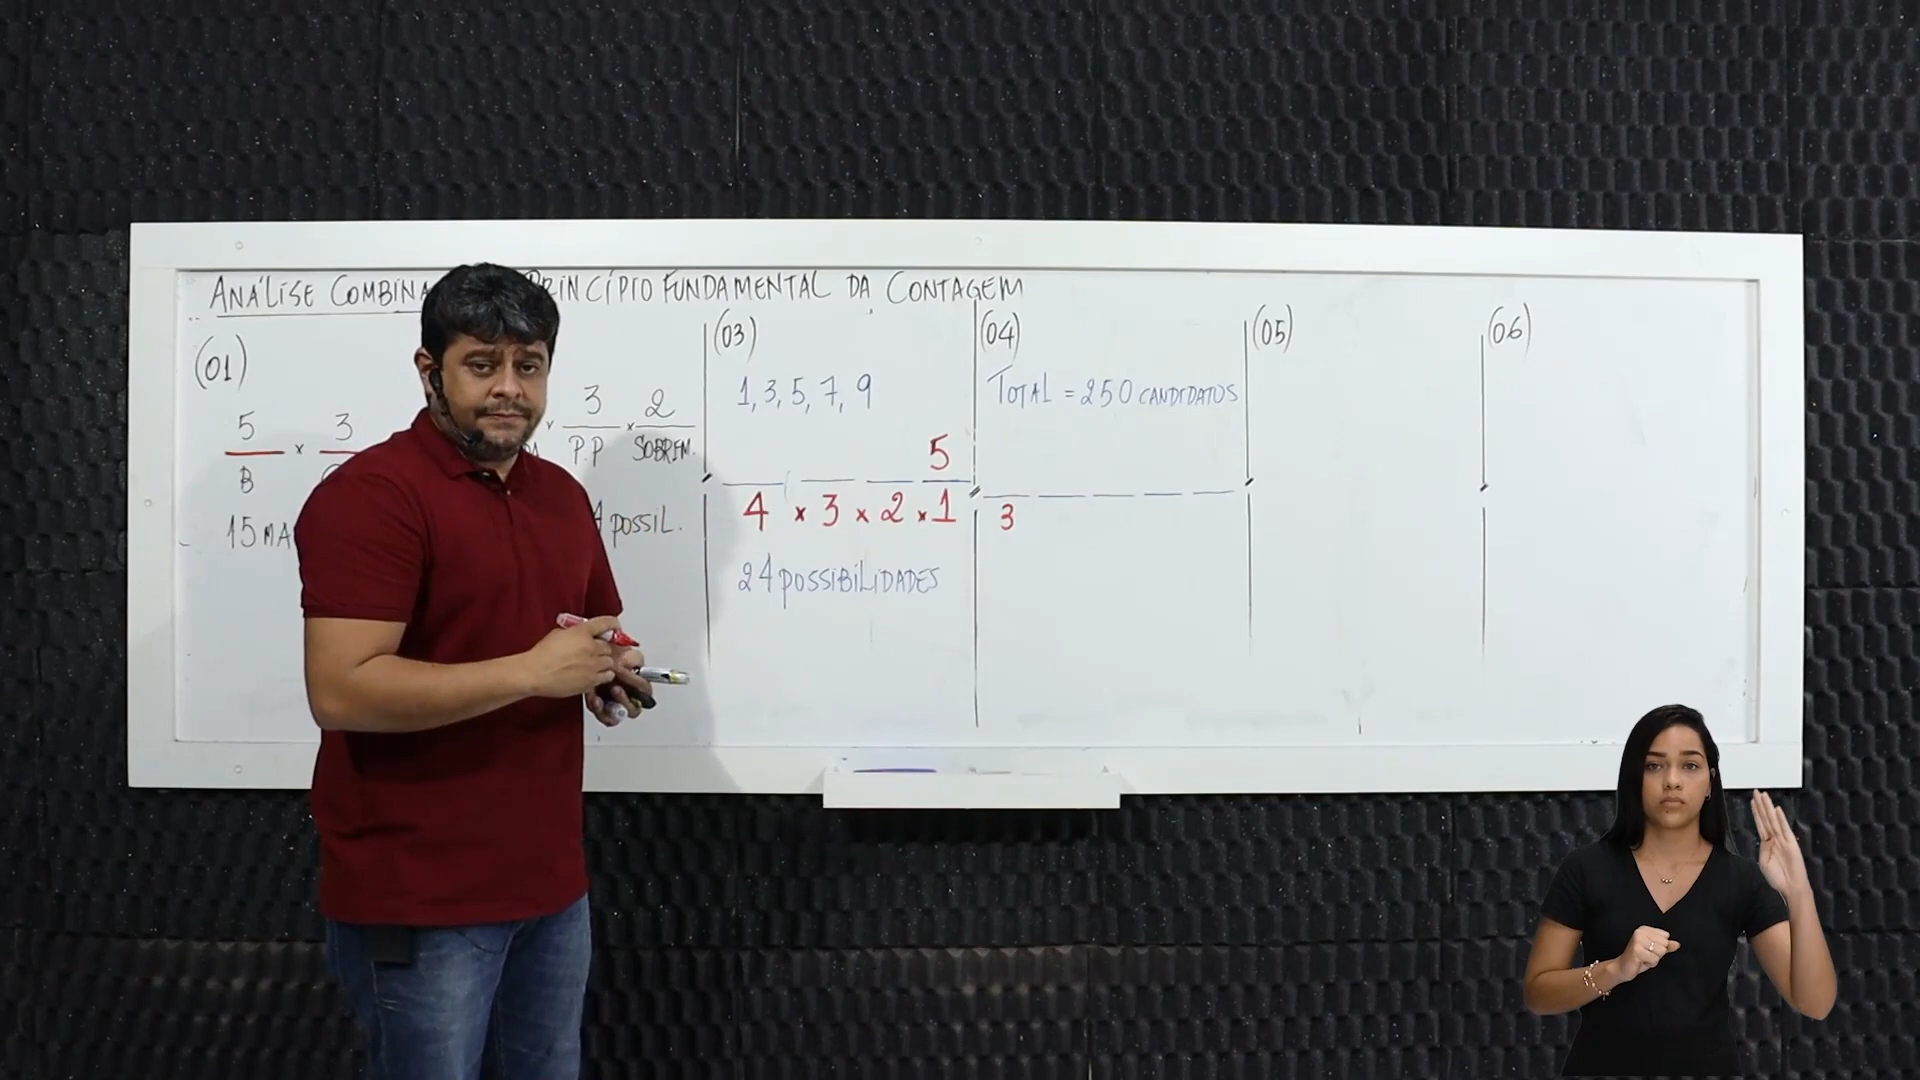 ANÁLISE COMBINA PRINCÍPIO FUNDAMENTAL DA CONTAGEM
(01)
5 × 3
B
15 MA
× 3 × 2
P.P SOBREM.
POSSIL.
(03)
1, 3, 5, 7, 9
5
4 × 3 × 2 × 1
24 POSSIBILIDADES
(04)
TOTAL = 250 CANDIDATOS
3
(05)
(06)